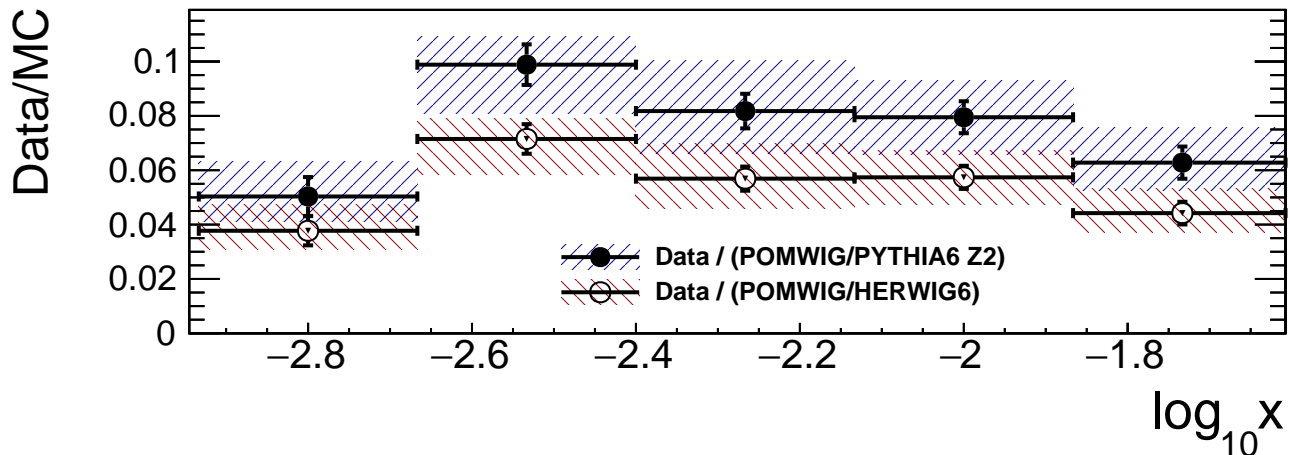 Data/MC
0.1
0.08
0.06
0.04
0.02
0
Data / (POMWIG/PYTHIA6 Z2)
Data / (POMWIG/HERWIG6)
−2.8 −2.6 −2.4 −2.2 −2 −1.8
log10x